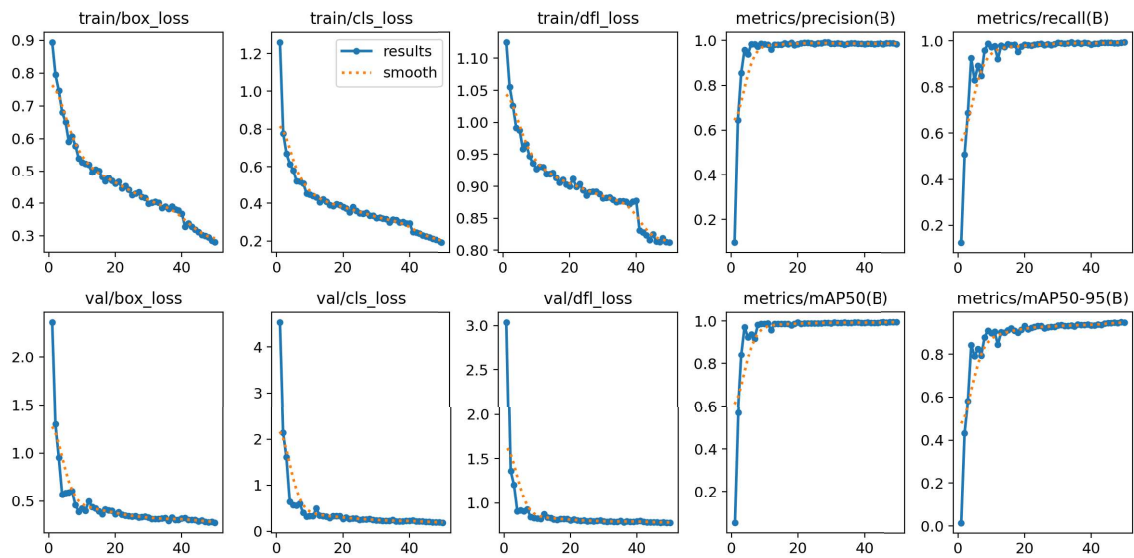 train/box_loss
train/cls_loss
train/dfl_loss
metrics/precision(B)
metrics/recall(B)
0.9
0.8
0.7
0.6
0.5
0.4
0.3
0 20 40
1.2
1.0
0.8
0.6
0.4
0.2
0 20 40
results
smooth
1.10
1.05
1.00
0.95
0.90
0.85
0.80
0 20 40
1.0
0.8
0.6
0.4
0.2
0 20 40
1.0
0.8
0.6
0.4
0.2
0 20 40
val/box_loss
val/cls_loss
val/dfl_loss
metrics/mAP50(B)
metrics/mAP50-95(B)
2.0
1.5
1.0
0.5
0 20 40
4
3
2
1
0
0 20 40
3.0
2.5
2.0
1.5
1.0
0 20 40
1.0
0.8
0.6
0.4
0.2
0 20 40
0.8
0.6
0.4
0.2
0.0
0 20 40